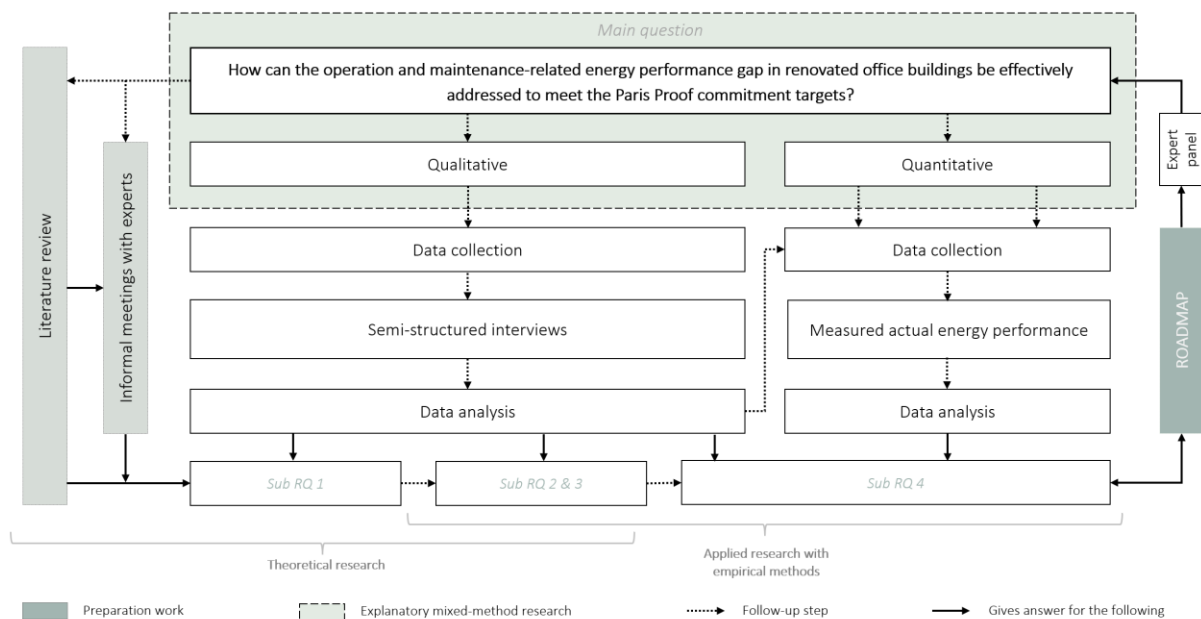 Main question
How can the operation and maintenance-related energy performance gap in renovated office buildings be effectively
addressed to meet the Paris Proof commitment targets?
Literature review
Informal meetings with experts
Qualitative
Quantitative
Expert
panel
Data collection
Data collection
Semi-structured interviews
Measured actual energy performance
ROADMAP
Data analysis
Data analysis
Sub RQ 1
Sub RQ 2 & 3
Sub RQ 4
Theoretical research
Applied research with
empirical methods
Preparation work
Explanatory mixed-method research
Follow-up step
Gives answer for the following